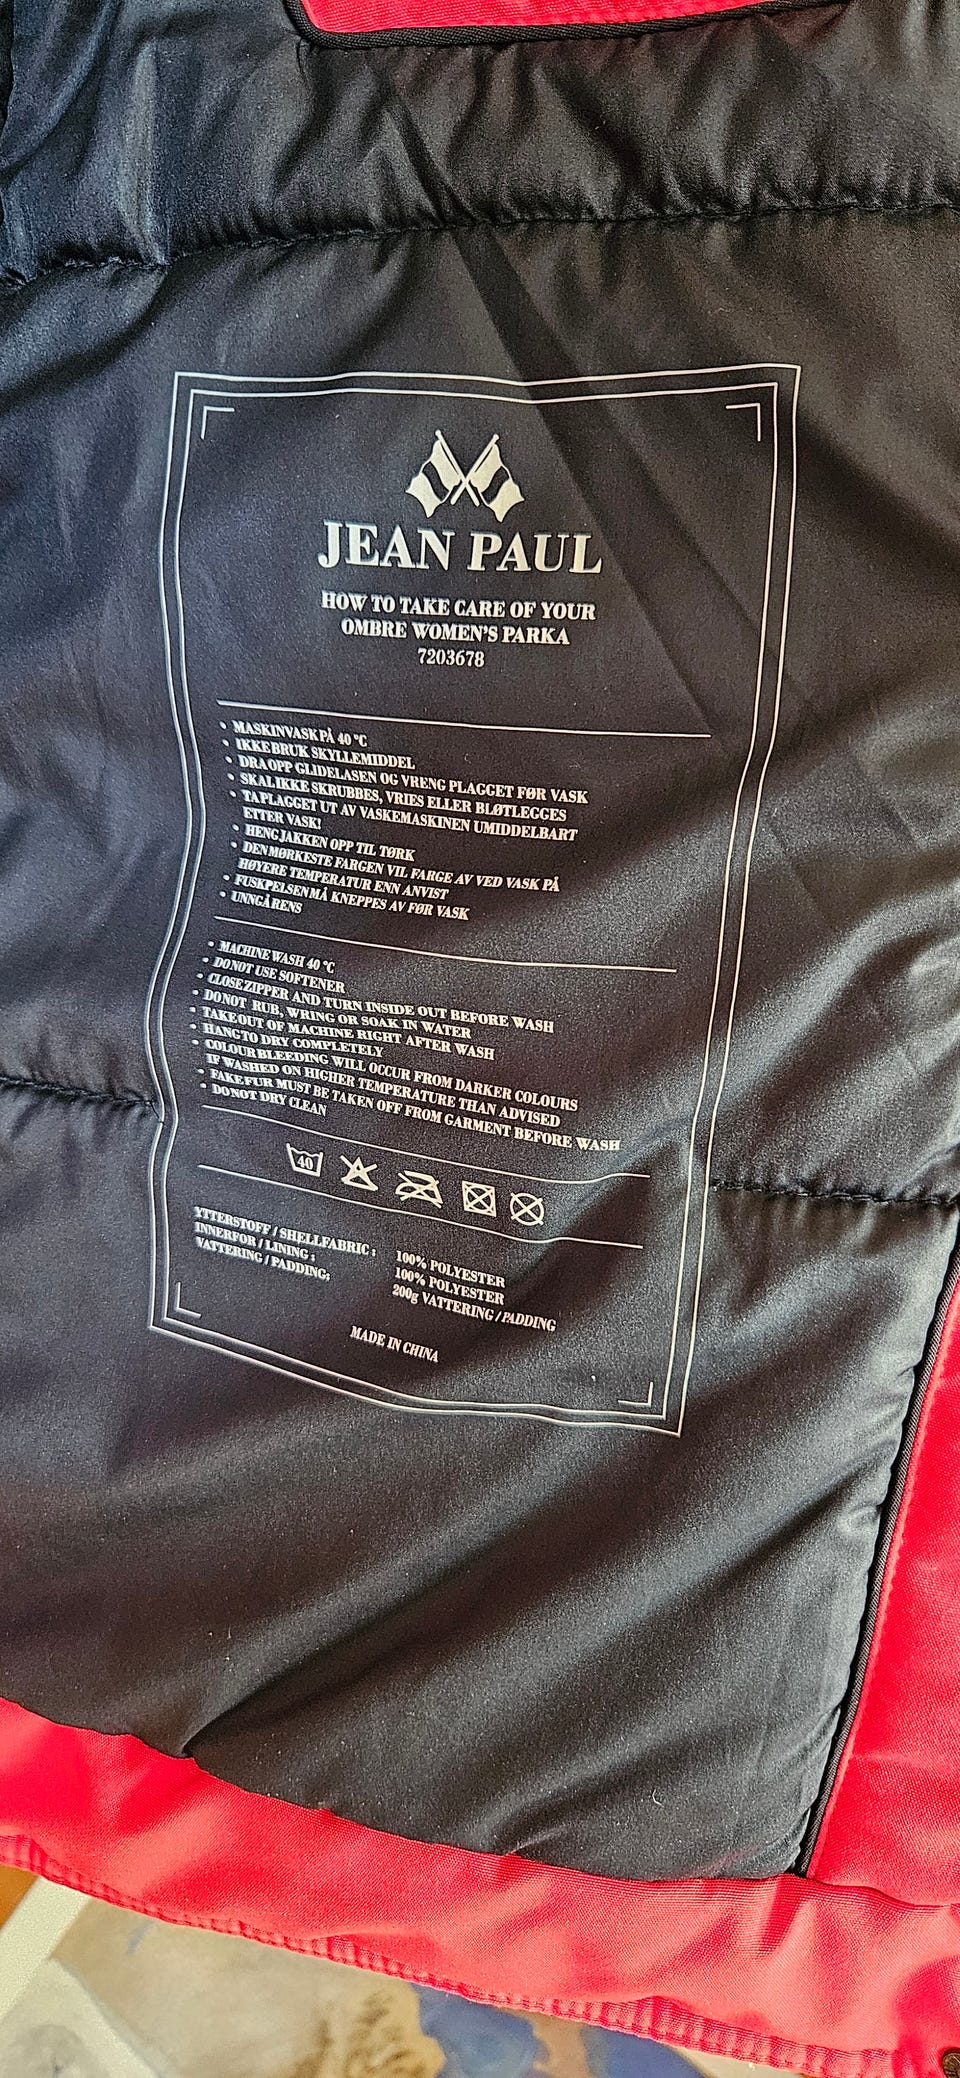 JEAN PAUL
HOW TO TAKE CARE OF YOUR
OMBRE WOMEN'S PARKA
7203678
• MASKINVASK PÅ 40 °C
• IKKE BRUK SKYLLEMIDDEL
• DRA OPP GLIDELASEN OG VRENG PLAGGET FØR VASK
• SKAL IKKE SKRUBBES, VRIES ELLER BLØTLEGGES
• TA PLAGGET UT AV VASKEMASKINEN UMIDDELBART
ETTER VASK!
• HENG JAKKEN OPP TIL TØRK
• DEN MØRKESTE FARGEN VIL FARGE AV VED VASK PÅ
HØYERE TEMPERATUR ENN ANVIST
• FUSKPELSEN MÅ KNEPPES AV FØR VASK
• UNNGÅ RENS
• MACHINE WASH 40 °C
• DO NOT USE SOFTENER
• CLOSE ZIPPER AND TURN INSIDE OUT BEFORE WASH
• DO NOT RUB, WRING OR SOAK IN WATER
• TAKE OUT OF MACHINE RIGHT AFTER WASH
• HANG TO DRY COMPLETELY
• COLOUR BLEEDING WILL OCCUR FROM DARKER COLOURS
IF WASHED ON HIGHER TEMPERATURE THAN ADVISED
• FAKE FUR MUST BE TAKEN OFF FROM GARMENT BEFORE WASH
• DO NOT DRY CLEAN
40
YTTERSTOFF / SHELLFABRIC : 100% POLYESTER
INNERFOR / LINING : 100% POLYESTER
VATTERING / PADDING: 200g VATTERING / PADDING
MADE IN CHINA